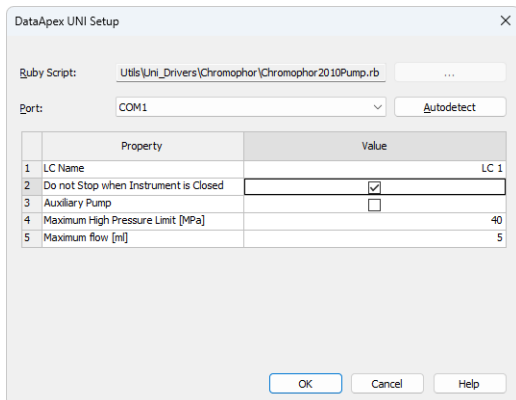 DataApex UNI Setup
Ruby Script: Utils\Uni_Drivers\Chromophor\Chromophor2010Pump.rb ...
Port: COM1 Autodetect
Property Value
1 LC Name LC 1
2 Do not Stop when Instrument is Closed
3 Auxiliary Pump
4 Maximum High Pressure Limit [MPa] 40
5 Maximum flow [ml] 5
OK Cancel Help